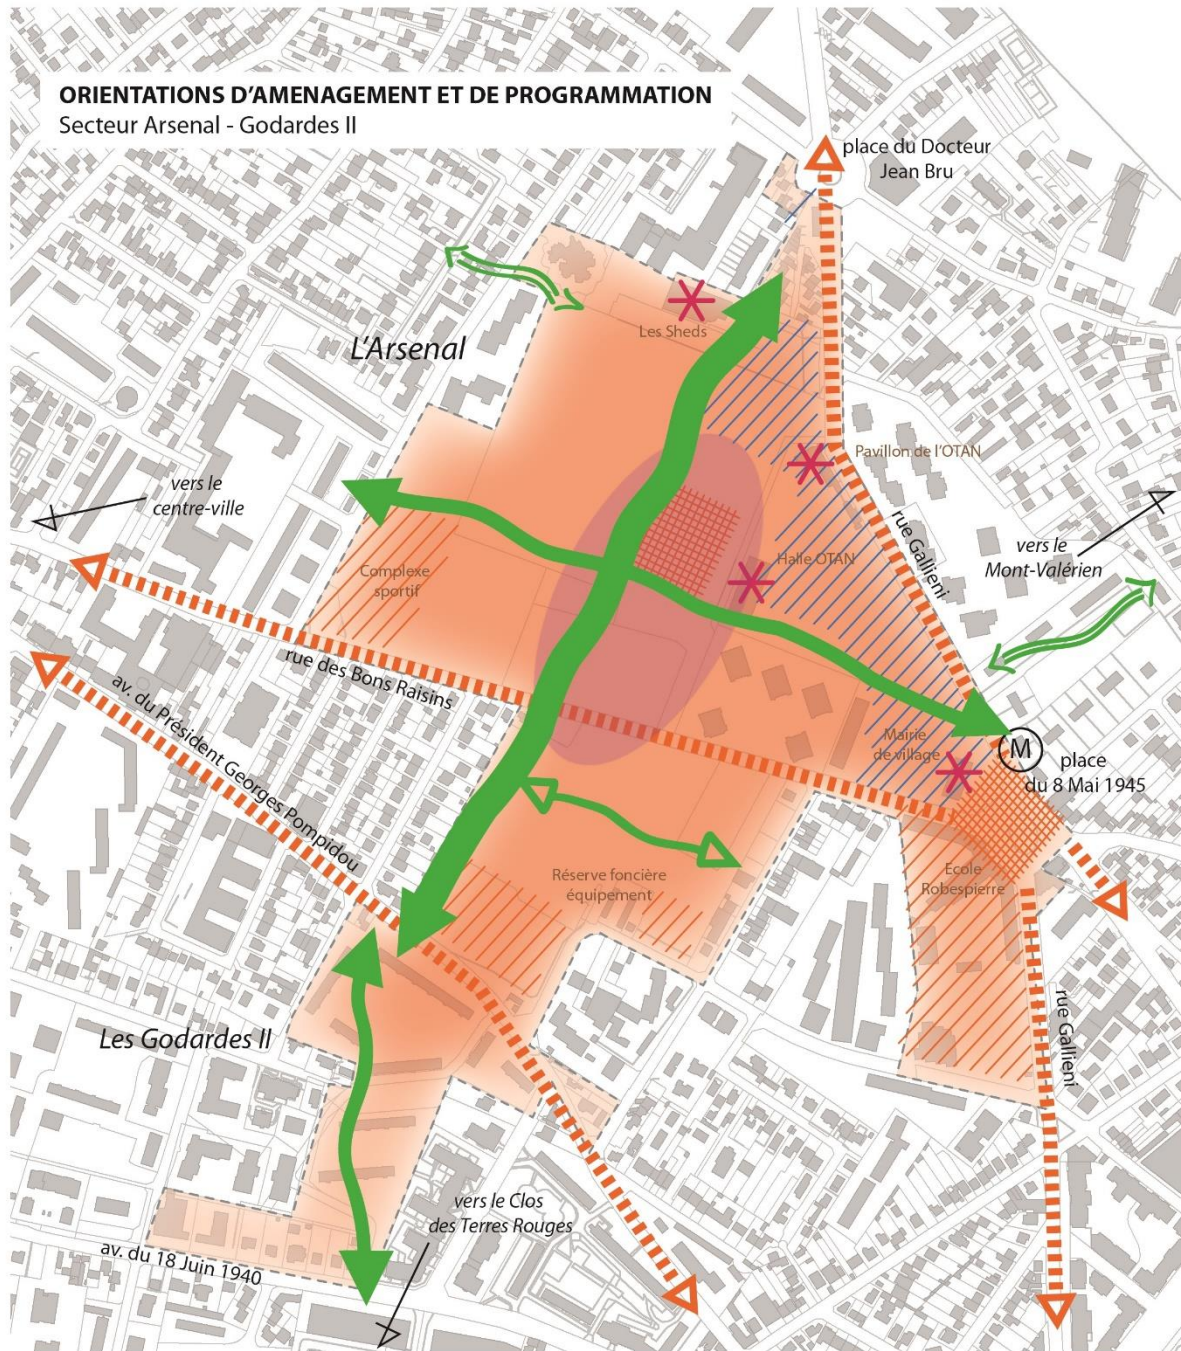 ORIENTATIONS D'AMENAGEMENT ET DE PROGRAMMATION
Secteur Arsenal - Godardes II
place du Docteur
Jean Bru
Les Sheds
L'Arsenal
Pavillon de l'OTAN
vers le
centre-ville
rue Gallieni
vers le
Mont-Valérien
Complexe
sportif
Halle OTAN
rue des Bons Raisins
av. du Président Georges Pompidou
Mairie
de village
M
place
du 8 Mai 1945
Réserve foncière
équipement
Ecole
Robespierre
rue Gallieni
Les Godardes II
vers le Clos
des Terres Rouges
av. du 18 Juin 1940